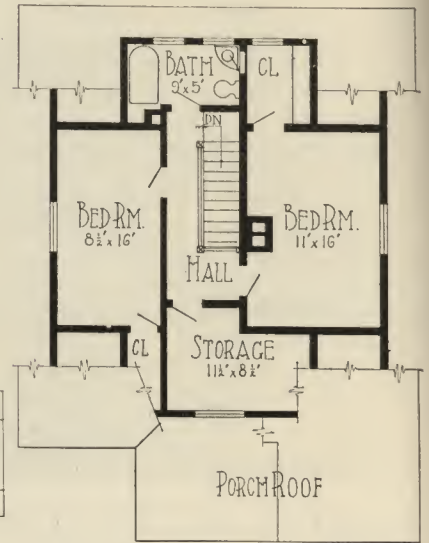 BATH
9'x5'
CL
DN
BED RM.
8½'x16'
BED RM.
11'x16'
HALL
CL
STORAGE
11½'x8½'
PORCH ROOF